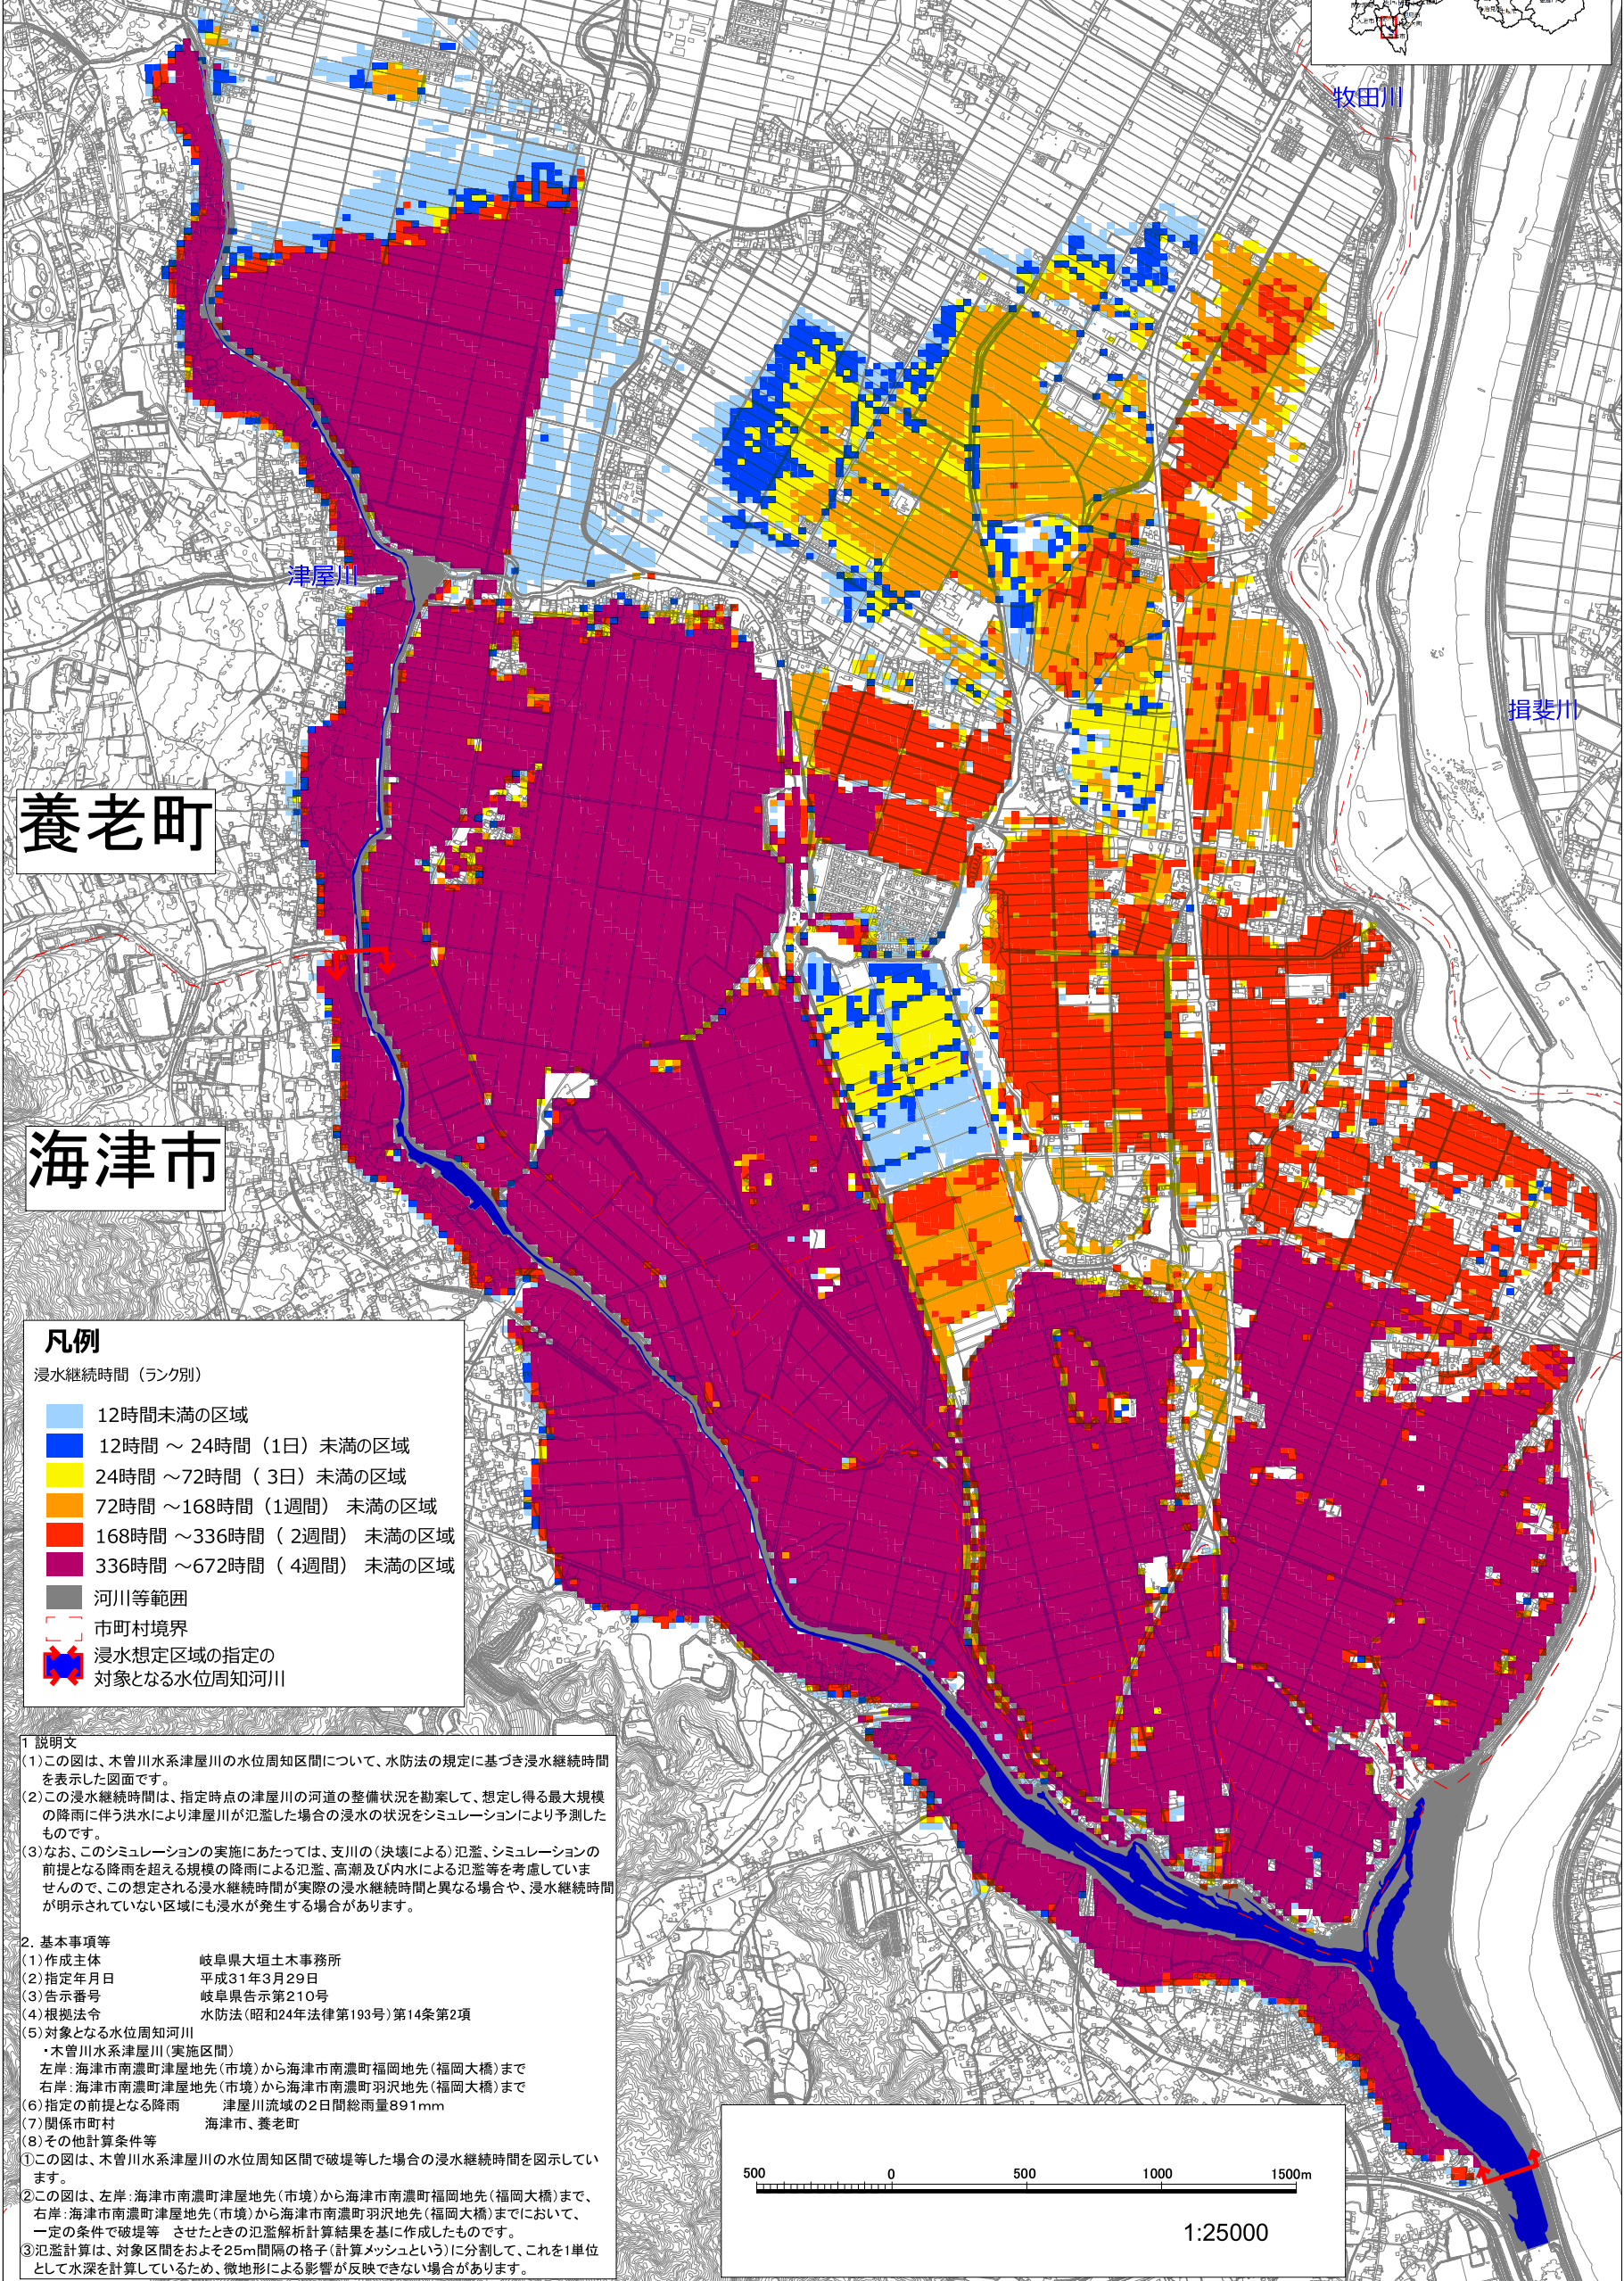 牧田川
津屋川
揖斐川
養老町
海津市
凡例
浸水継続時間（ランク別）
12時間未満の区域
12時間 ～ 24時間（1日）未満の区域
24時間 ～72時間（ 3日）未満の区域
72時間 ～168時間（1週間） 未満の区域
168時間 ～336時間（ 2週間） 未満の区域
336時間 ～672時間（ 4週間） 未満の区域
河川等範囲
市町村境界
浸水想定区域の指定の
対象となる水位周知河川
1 説明文
(1)この図は、木曽川水系津屋川の水位周知区間について、水防法の規定に基づき浸水継続時間
を表示した図面です。
(2)この浸水継続時間は、指定時点の津屋川の河道の整備状況を勘案して、想定し得る最大規模
の降雨に伴う洪水により津屋川が氾濫した場合の浸水の状況をシミュレーションにより予測した
ものです。
(3)なお、このシミュレーションの実施にあたっては、支川の(決壊による)氾濫、シミュレーションの
前提となる降雨を超える規模の降雨による氾濫、高潮及び内水による氾濫等を考慮していま
せんので、この想定される浸水継続時間が実際の浸水継続時間と異なる場合や、浸水継続時間
が明示されていない区域にも浸水が発生する場合があります。
2. 基本事項等
(1)作成主体 岐阜県大垣土木事務所
(2)指定年月日 平成31年3月29日
(3)告示番号 岐阜県告示第210号
(4)根拠法令 水防法(昭和24年法律第193号)第14条第2項
(5)対象となる水位周知河川
・木曽川水系津屋川(実施区間)
左岸:海津市南濃町津屋地先(市境)から海津市南濃町福岡地先(福岡大橋)まで
右岸:海津市南濃町津屋地先(市境)から海津市南濃町羽沢地先(福岡大橋)まで
(6)指定の前提となる降雨 津屋川流域の2日間総雨量891mm
(7)関係市町村 海津市、養老町
(8)その他計算条件等
①この図は、木曽川水系津屋川の水位周知区間で破堤等した場合の浸水継続時間を図示してい
ます。
②この図は、左岸:海津市南濃町津屋地先(市境)から海津市南濃町福岡地先(福岡大橋)まで、
右岸:海津市南濃町津屋地先(市境)から海津市南濃町羽沢地先(福岡大橋)までにおいて、
一定の条件で破堤等 させたときの氾濫解析計算結果を基に作成したものです。
③氾濫計算は、対象区間をおよそ25m間隔の格子(計算メッシュという)に分割して、これを1単位
として水深を計算しているため、微地形による影響が反映できない場合があります。
500 0 500 1000 1500m
1:25000